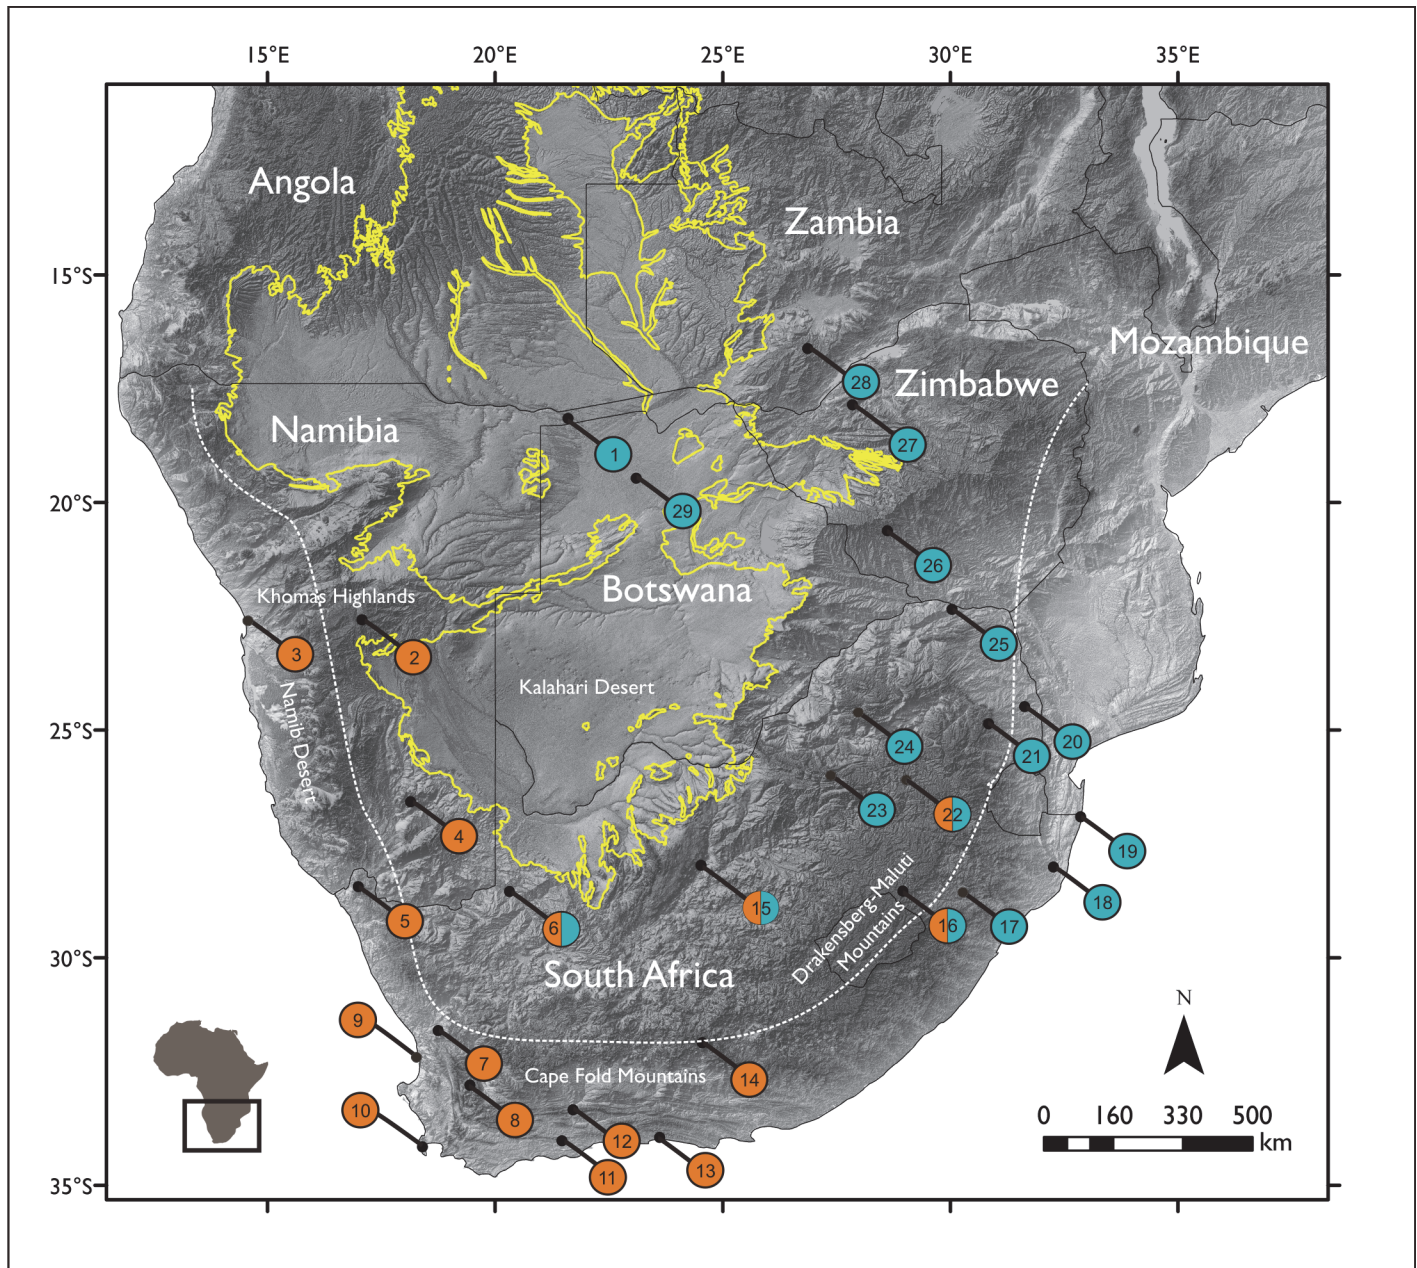 15°E 20°E 25°E 30°E 35°E
Angola
Zambia
15°S
Mozambique
28
Zimbabwe
Namibia
27
1
20°S
29
26
Botswana
Khomas Highlands
25
3
2
Kalahari Desert
Namib Desert
25°S
20
24
21
23
22
4
19
Drakensberg-Maluti
Mountains
18
15
5
6
16
17
30°S
South Africa
N
9
7
Cape Fold Mountains
14
10
8
0 160 330 500
km
12
13
11
35°S